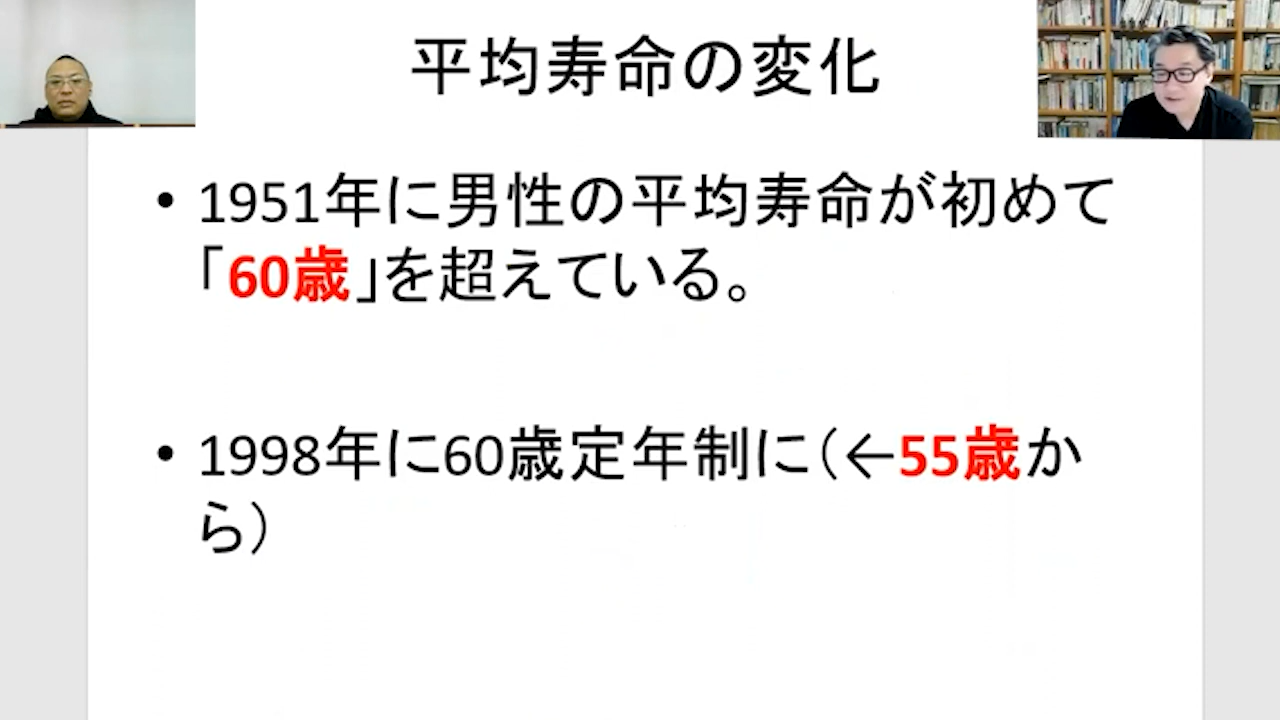 平均寿命の変化
• 1951年に男性の平均寿命が初めて
「60歳」を超えている。
• 1998年に60歳定年制に(←55歳か
ら)